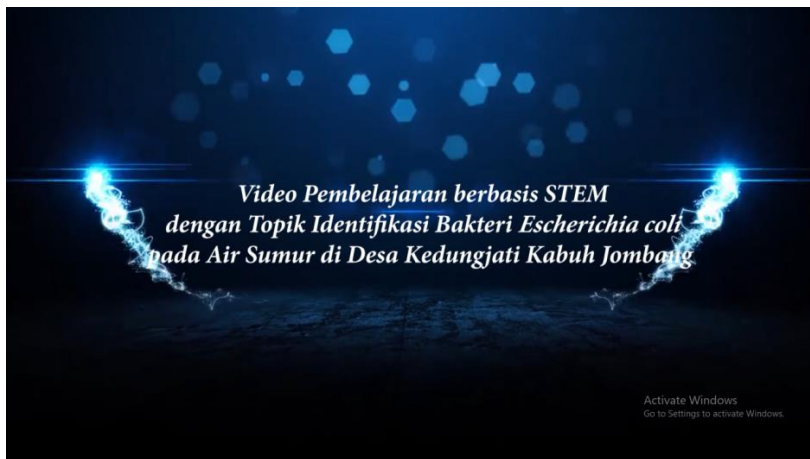 Video Pembelajaran berbasis STEM
dengan Topik Identifikasi Bakteri Escherichia coli
pada Air Sumur di Desa Kedungjati Kabuh Jombang
Activate Windows
Go to Settings to activate Windows.